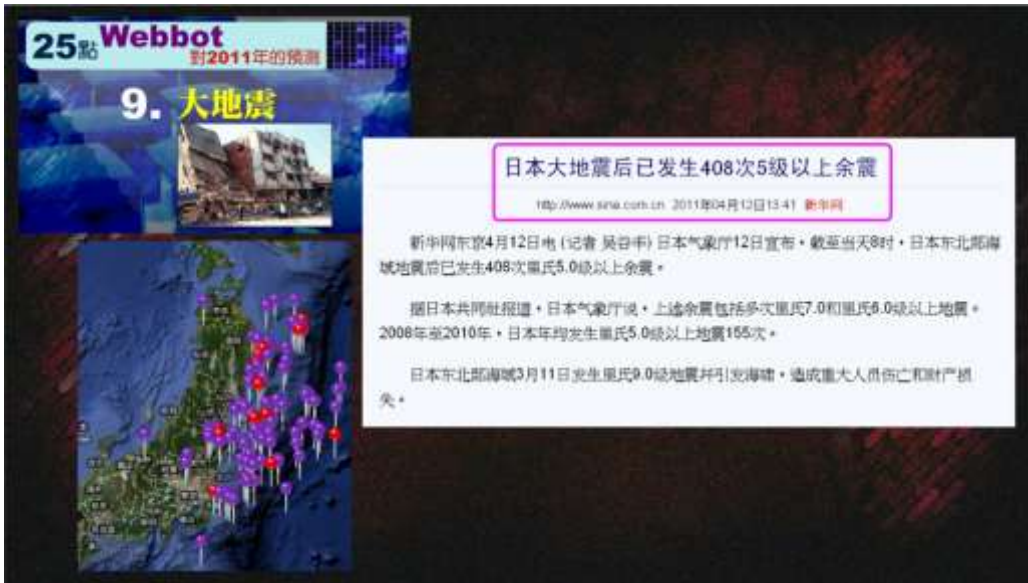 25點 Webbot
對2011年的預測
9. 大地震
日本大地震后已发生408次5级以上余震
http://www.sina.com.cn 2011年04月12日13:41 新华网
新华网东京4月12日电 (记者 吴谷丰) 日本气象厅12日宣布，截至当天8时，日本东北部海
域地震后已发生408次里氏5.0级以上余震。
据日本共同社报道，日本气象厅说，上述余震包括多次里氏7.0和里氏6.0级以上地震。
2008年至2010年，日本年均发生里氏5.0级以上地震155次。
日本东北部海域3月11日发生里氏9.0级地震并引发海啸，造成重大人员伤亡和财产损
失。